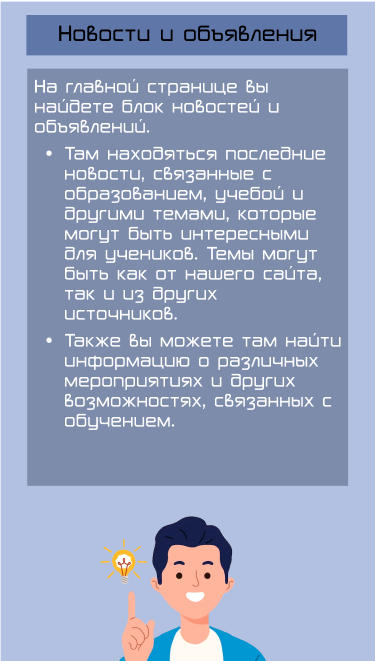 Новости и объявления
На главной странице вы
найдете блок новостей и
объявлений.
• Там находяться последние
новости, связанные с
образованием, учебой и
другими темами, которые
могут быть интересными
для учеников. Темы могут
быть как от нашего сайта,
так и из других
источников.
• Также вы можете там найти
информацию о различных
мероприятиях и других
возможностях, связанных с
обучением.